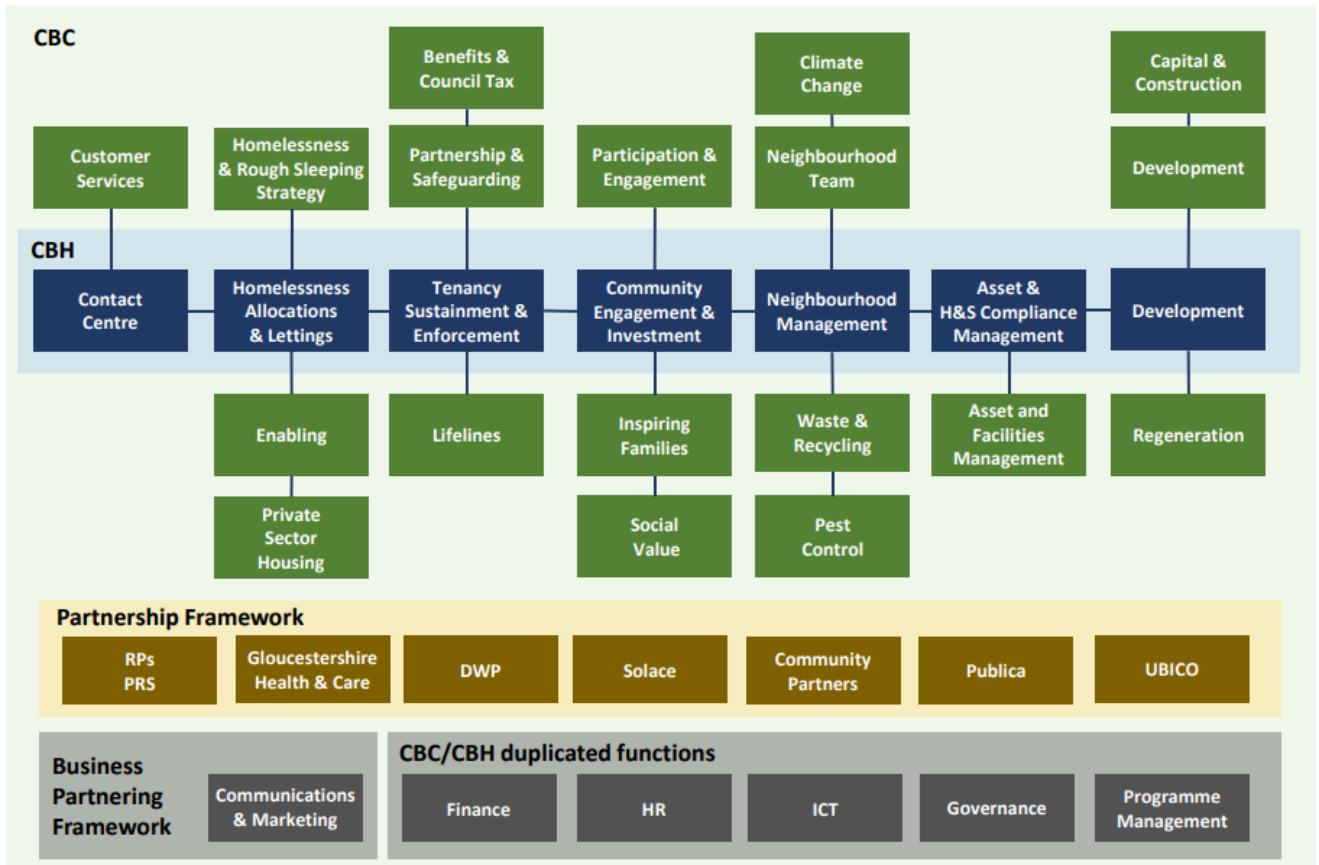 CBC
Benefits &
Council Tax
Climate
Change
Capital &
Construction
Customer
Services
Homelessness
& Rough Sleeping
Strategy
Partnership &
Safeguarding
Participation &
Engagement
Neighbourhood
Team
Development
CBH
Contact
Centre
Homelessness
Allocations
& Lettings
Tenancy
Sustainment &
Enforcement
Community
Engagement &
Investment
Neighbourhood
Management
Asset &
H&S Compliance
Management
Development
Enabling
Lifelines
Inspiring
Families
Waste &
Recycling
Asset and
Facilities
Management
Regeneration
Private
Sector
Housing
Social
Value
Pest
Control
Partnership Framework
RPs
PRS
Gloucestershire
Health & Care
DWP
Solace
Community
Partners
Publica
UBICO
Business
Partnering
Framework
Communications
& Marketing
CBC/CBH duplicated functions
Finance
HR
ICT
Governance
Programme
Management